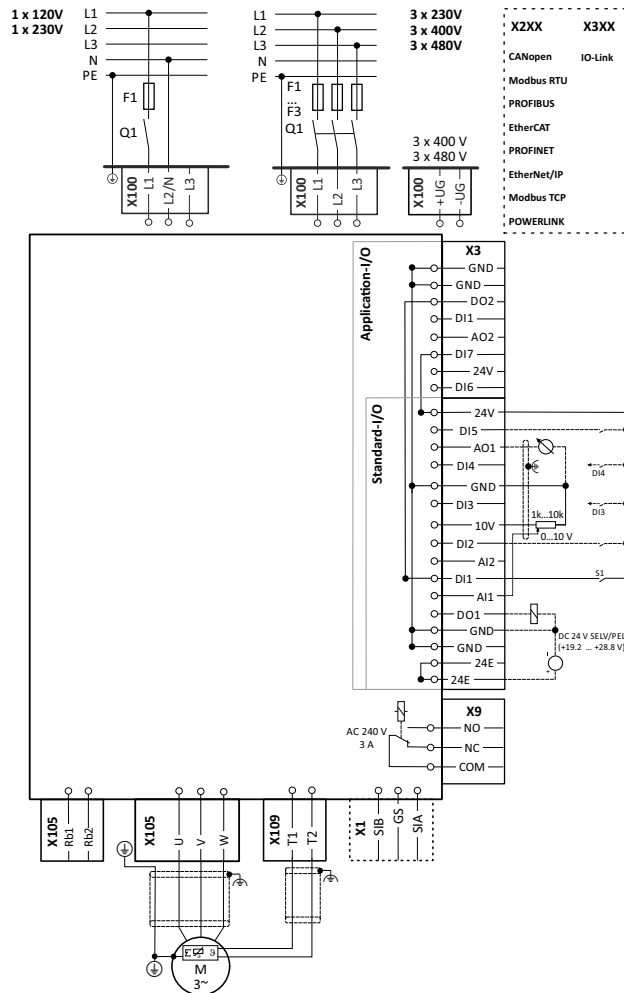 1 x 120V
1 x 230V
L1
L2
L3
N
PE
F1
Q1
X100
L1
L2/N
L3
L1
L2
L3
N
PE
3 x 230V
3 x 400V
3 x 480V
F1
...
F3
Q1
X100
L1
L2
L3
3 x 400 V
3 x 480 V
X100
+UG
-UG
X2XX X3XX
CANopen IO-Link
Modbus RTU
PROFIBUS
EtherCAT
PROFINET
EtherNet/IP
Modbus TCP
POWERLINK
Application-I/O
X3
GND
GND
DO2
DI1
AO2
DI7
24V
DI6
Standard-I/O
24V
DI5
AO1
DI4
DI4
GND
DI3
DI3
1k...10k
10V
0...10 V
DI2
AI2
DI1
S1
AI1
DO1
GND
DC 24 V SELV/PEL
(+19.2 ... +28.8 V)
GND
24E
24E
X9
AC 240 V
3 A
NO
NC
COM
X105
Rb1
Rb2
X105
U
V
W
X109
T1
T2
X1
SIB
GS
SIA
ϑ
M
3~